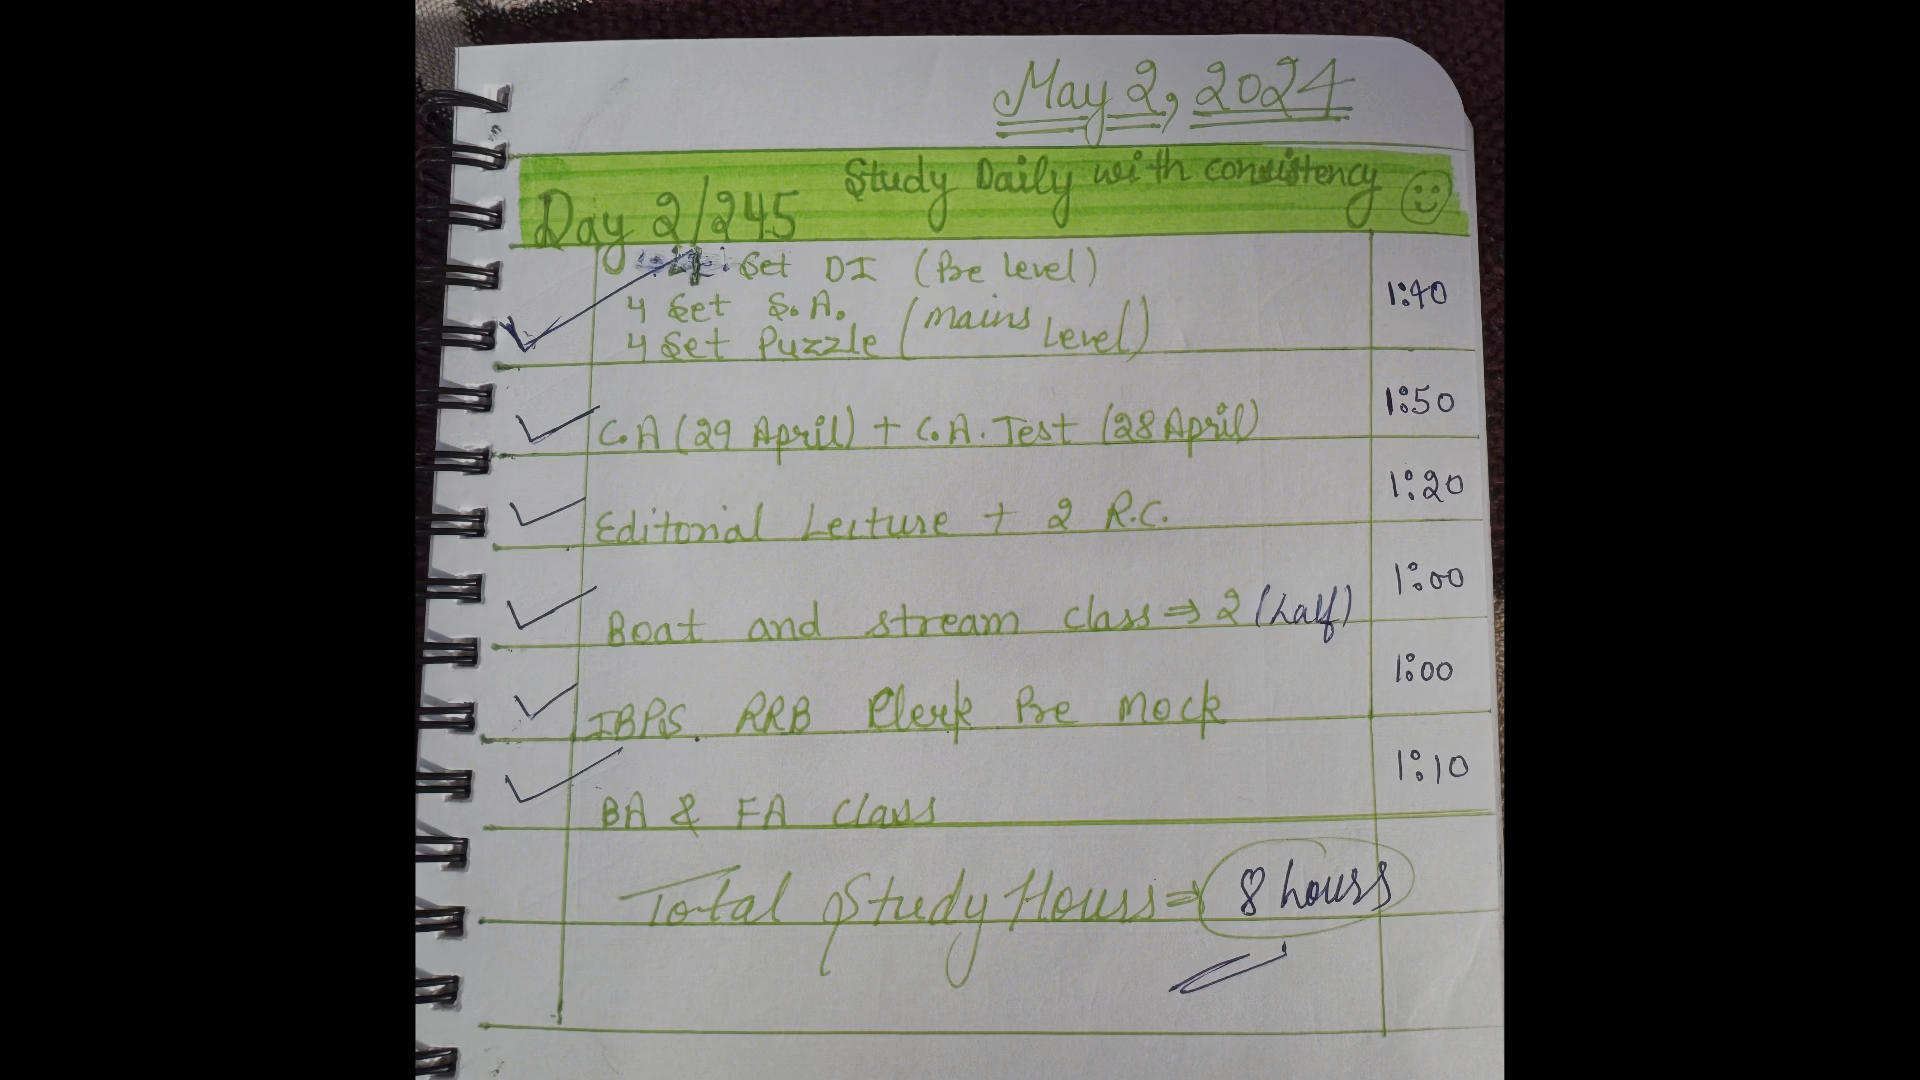 May 2, 2024
Study Daily with consistency
Day 2/245
4 Set DI (Pre Level)
1:40
4 Set S.A.
(Mains Level)
4 Set Puzzle
C.A (29 April) + C.A. Test (28 April)
1:50
Editorial Lecture + 2 R.C.
1:20
Boat and stream class ⇒ 2 (half)
1:00
IBPS RRB Clerk Pre Mock
1:00
BA & FA Class
1:10
Total Study Hours ⇒ 8 hours